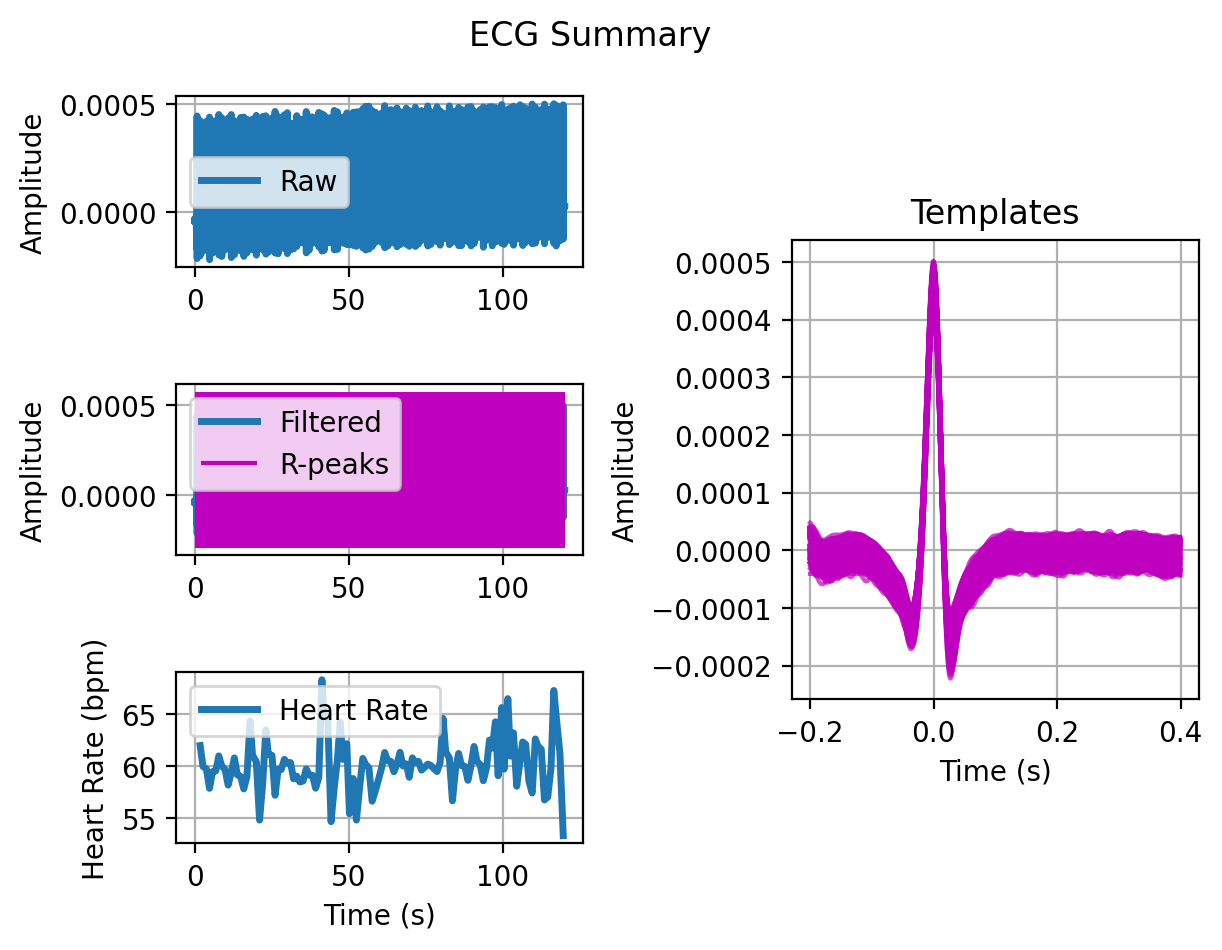 ECG Summary
Amplitude
0.0005
0.0000
Raw
0
50
100
Amplitude
0.0005
0.0000
Filtered
R-peaks
0
50
100
Heart Rate (bpm)
65
60
55
Heart Rate
0
50
100
Time (s)
Templates
Amplitude
0.0005
0.0004
0.0003
0.0002
0.0001
0.0000
−0.0001
−0.0002
−0.2
0.0
0.2
0.4
Time (s)